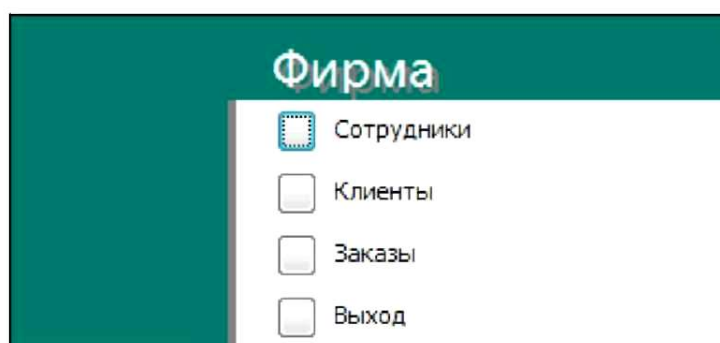 Фирма
Сотрудники
Клиенты
Заказы
Выход